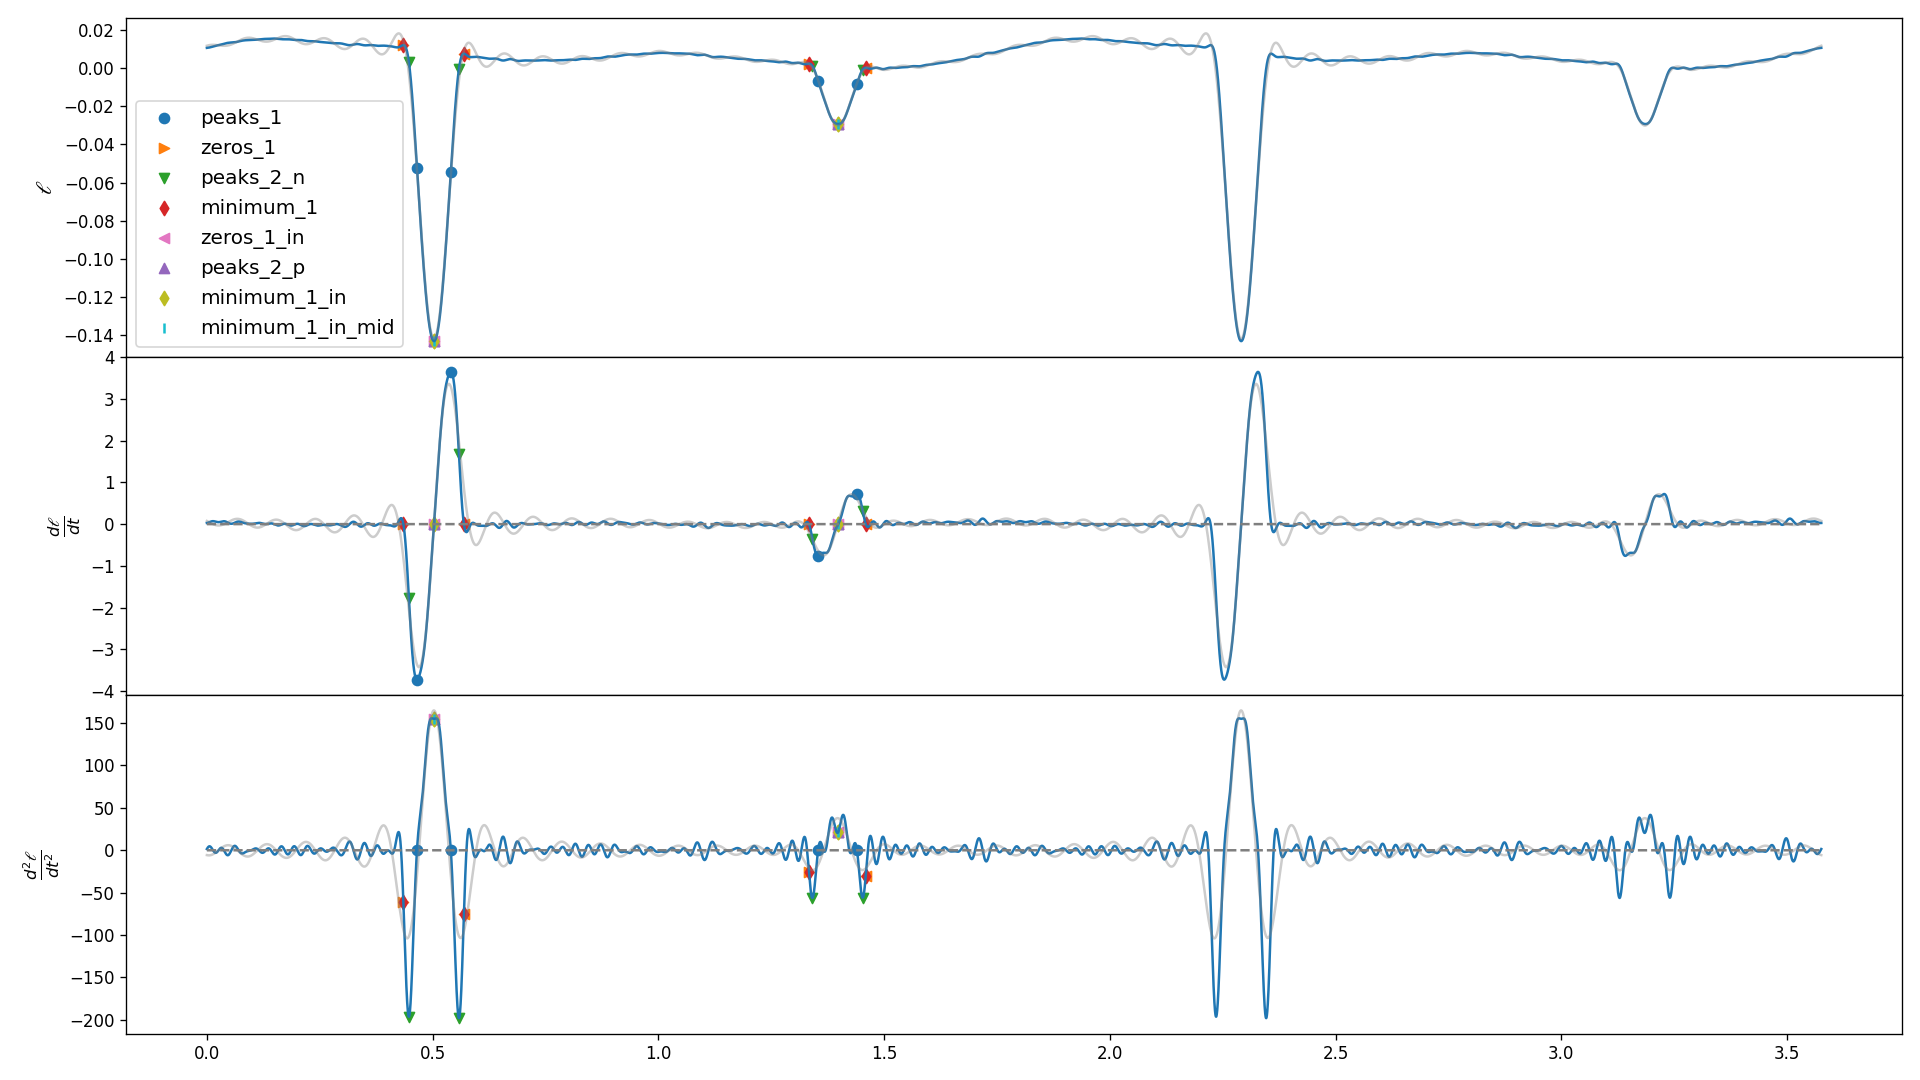 0.02
0.00
−0.02
−0.04
−0.06
−0.08
−0.10
−0.12
−0.14
ℓ
peaks_1
zeros_1
peaks_2_n
minimum_1
zeros_1_in
peaks_2_p
minimum_1_in
minimum_1_in_mid
4
3
2
1
0
−1
−2
−3
−4
dℓ
dt
150
100
50
0
−50
−100
−150
−200
d²ℓ
dt²
0.0 0.5 1.0 1.5 2.0 2.5 3.0 3.5